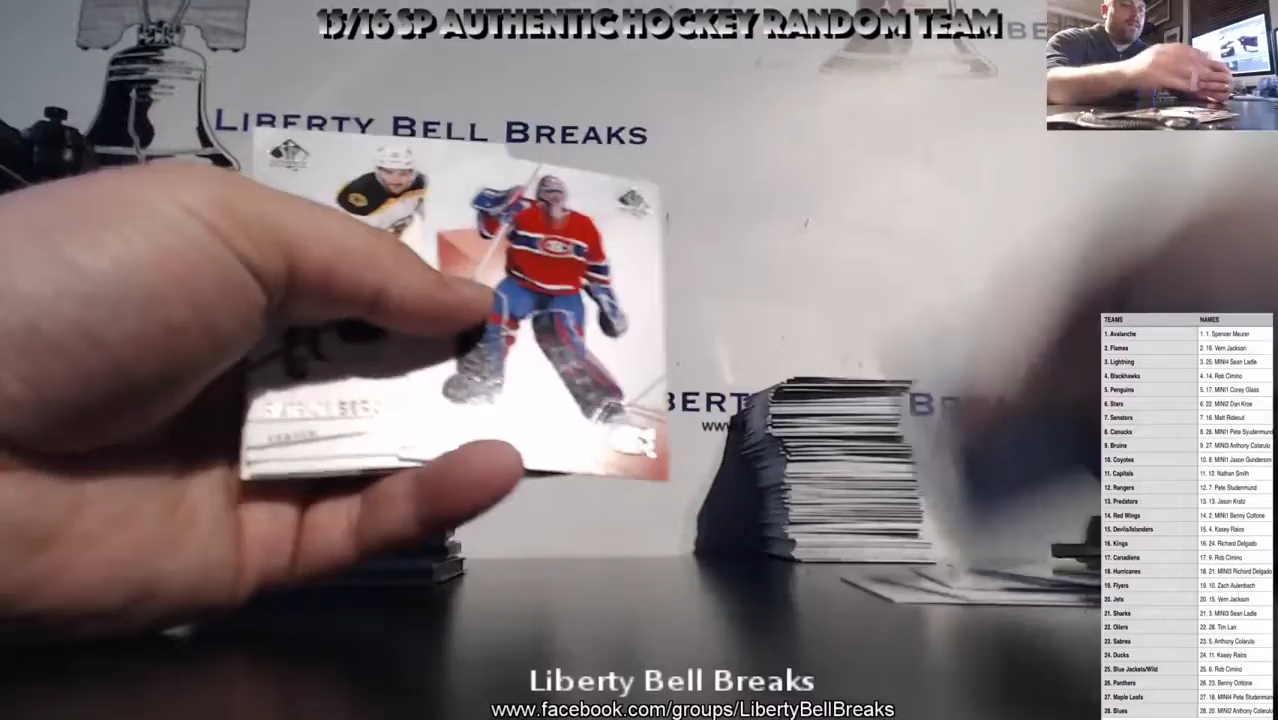 15/16 SP AUTHENTIC HOCKEY RANDOM TEAM
LIBERTY BELL BREAKS
Liberty Bell Breaks
www.facebook.com/groups/LibertyBellBreaks
TEAMS NAMES
1. Avalanche 1. 1. Spencer Meurer
2. Flames 2. 19. Vern Jackson
3. Lightning 3. 25. MINI4 Sean Ladle
4. Blackhawks 4. 14. Rob Cimino
5. Penguins 5. 17. MINI1 Corey Glass
6. Stars 6. 22. MINI2 Dan Kroe
7. Senators 7. 16. Matt Rideout
8. Canucks 8. 26. MINI1 Pete Studenmund
9. Bruins 9. 27. MINI3 Anthony Colarulo
10. Coyotes 10. 8. MINI1 Jason Gunderson
11. Capitals 11. 12. Nathan Smith
12. Rangers 12. 7. Pete Studenmund
13. Predators 13. 13. Jason Kratz
14. Red Wings 14. 2. MINI1 Benny Cottone
15. Devils/Islanders 15. 4. Kasey Raios
16. Kings 16. 24. Richard Delgado
17. Canadiens 17. 9. Rob Cimino
18. Hurricanes 18. 21. MINI3 Richard Delgado
19. Flyers 19. 10. Zach Aulenbach
20. Jets 20. 15. Vern Jackson
21. Sharks 21. 3. MINI3 Sean Ladle
22. Oilers 22. 28. Tim Lan
23. Sabres 23. 5. Anthony Colarulo
24. Ducks 24. 11. Kasey Raios
25. Blue Jackets/Wild 25. 6. Rob Cimino
26. Panthers 26. 23. Benny Cottone
27. Maple Leafs 27. 18. MINI4 Pete Studenmun
28. Blues 28. 20. MINI2 Anthony Colarulo